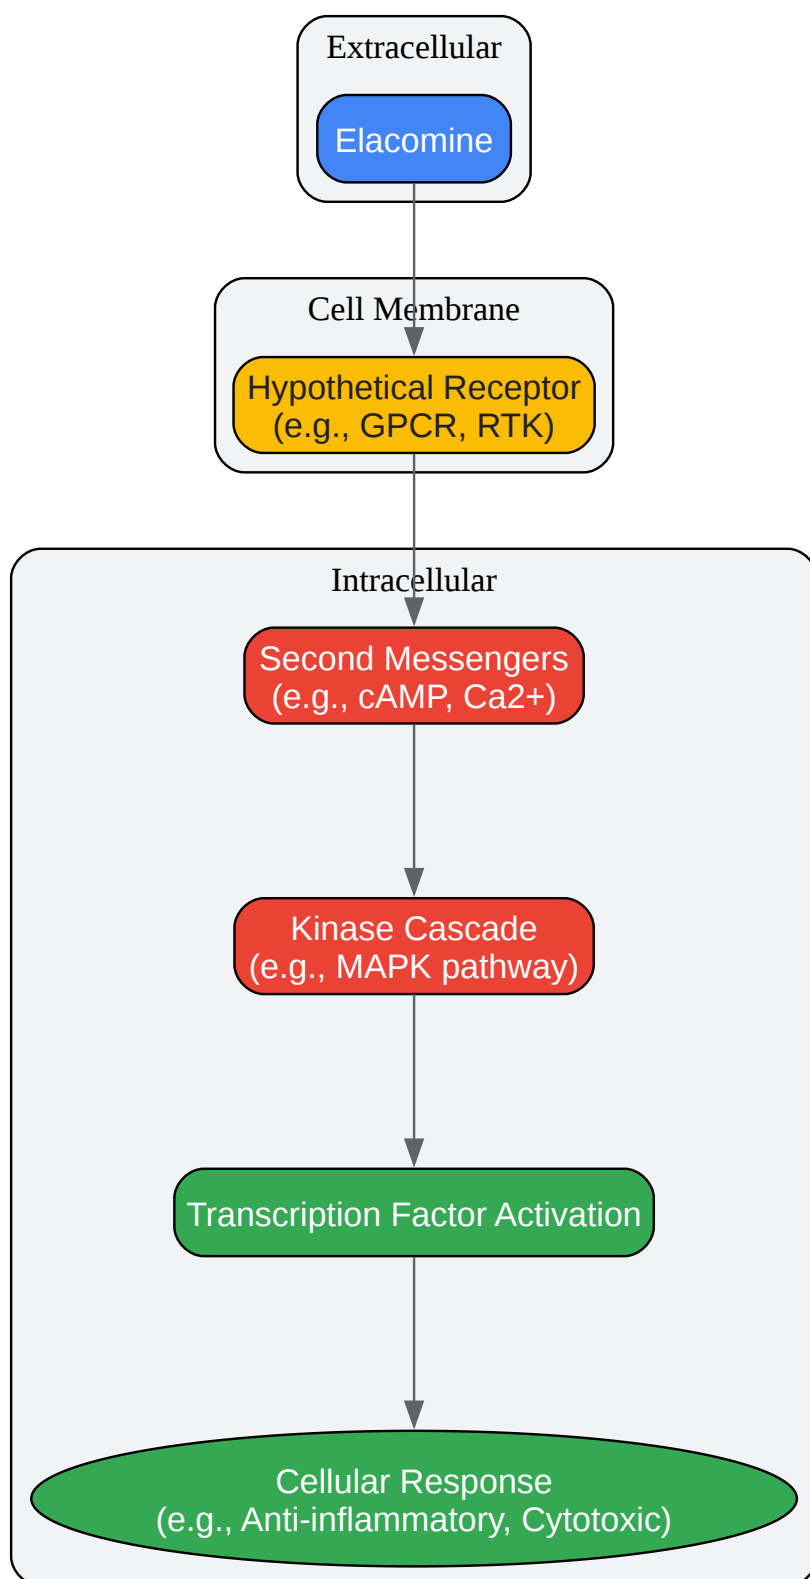 Extracellular
Elacomine
Cell Membrane
Hypothetical Receptor
(e.g., GPCR, RTK)
Intracellular
Second Messengers
(e.g., cAMP, Ca2+)
Kinase Cascade
(e.g., MAPK pathway)
Transcription Factor Activation
Cellular Response
(e.g., Anti-inflammatory, Cytotoxic)